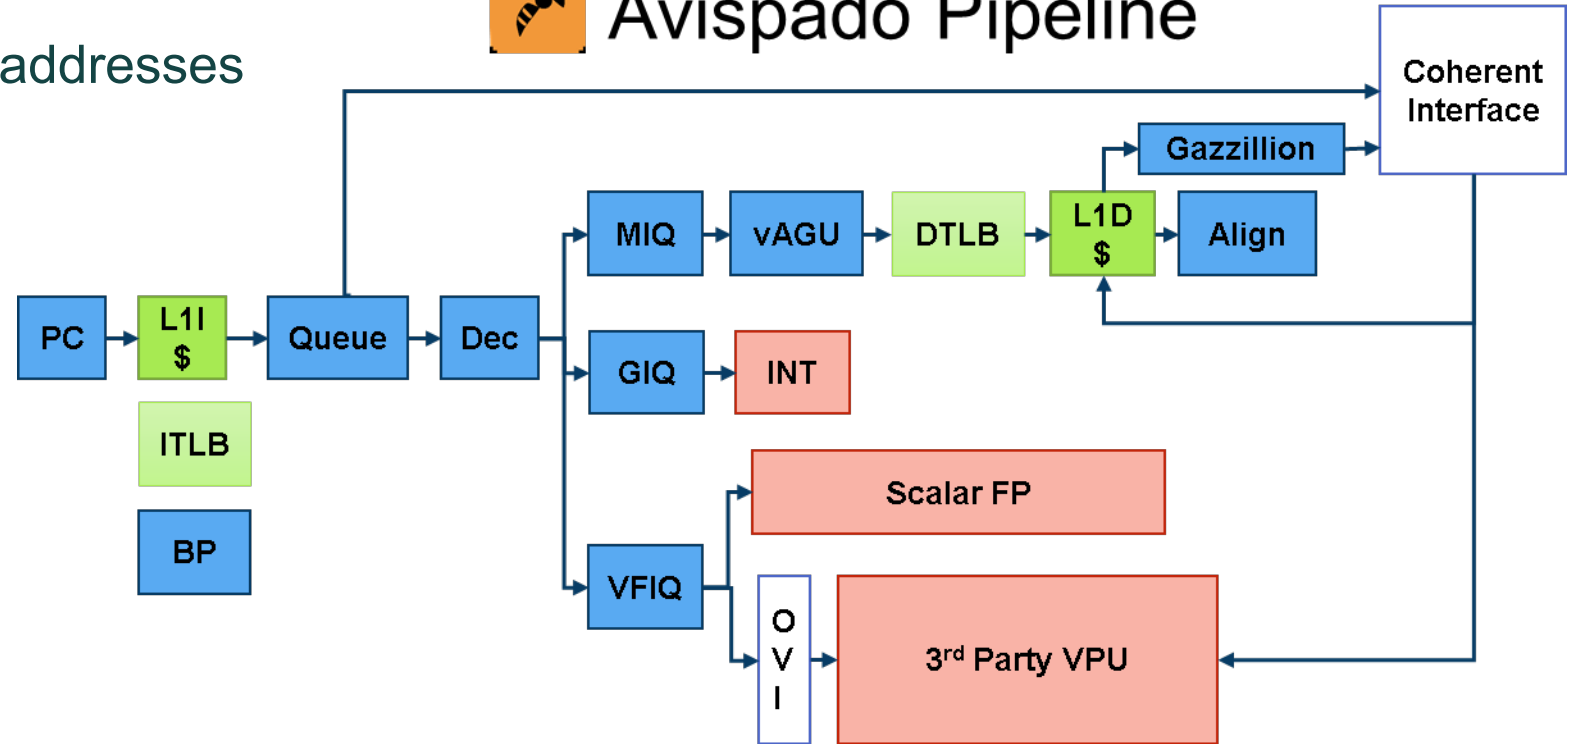 Avispado Pipeline
addresses
Coherent
Interface
Gazzillion
MIQ
vAGU
DTLB
L1D
$
Align
PC
L1I
$
Queue
Dec
GIQ
INT
ITLB
Scalar FP
BP
VFIQ
O
V
I
3rd Party VPU